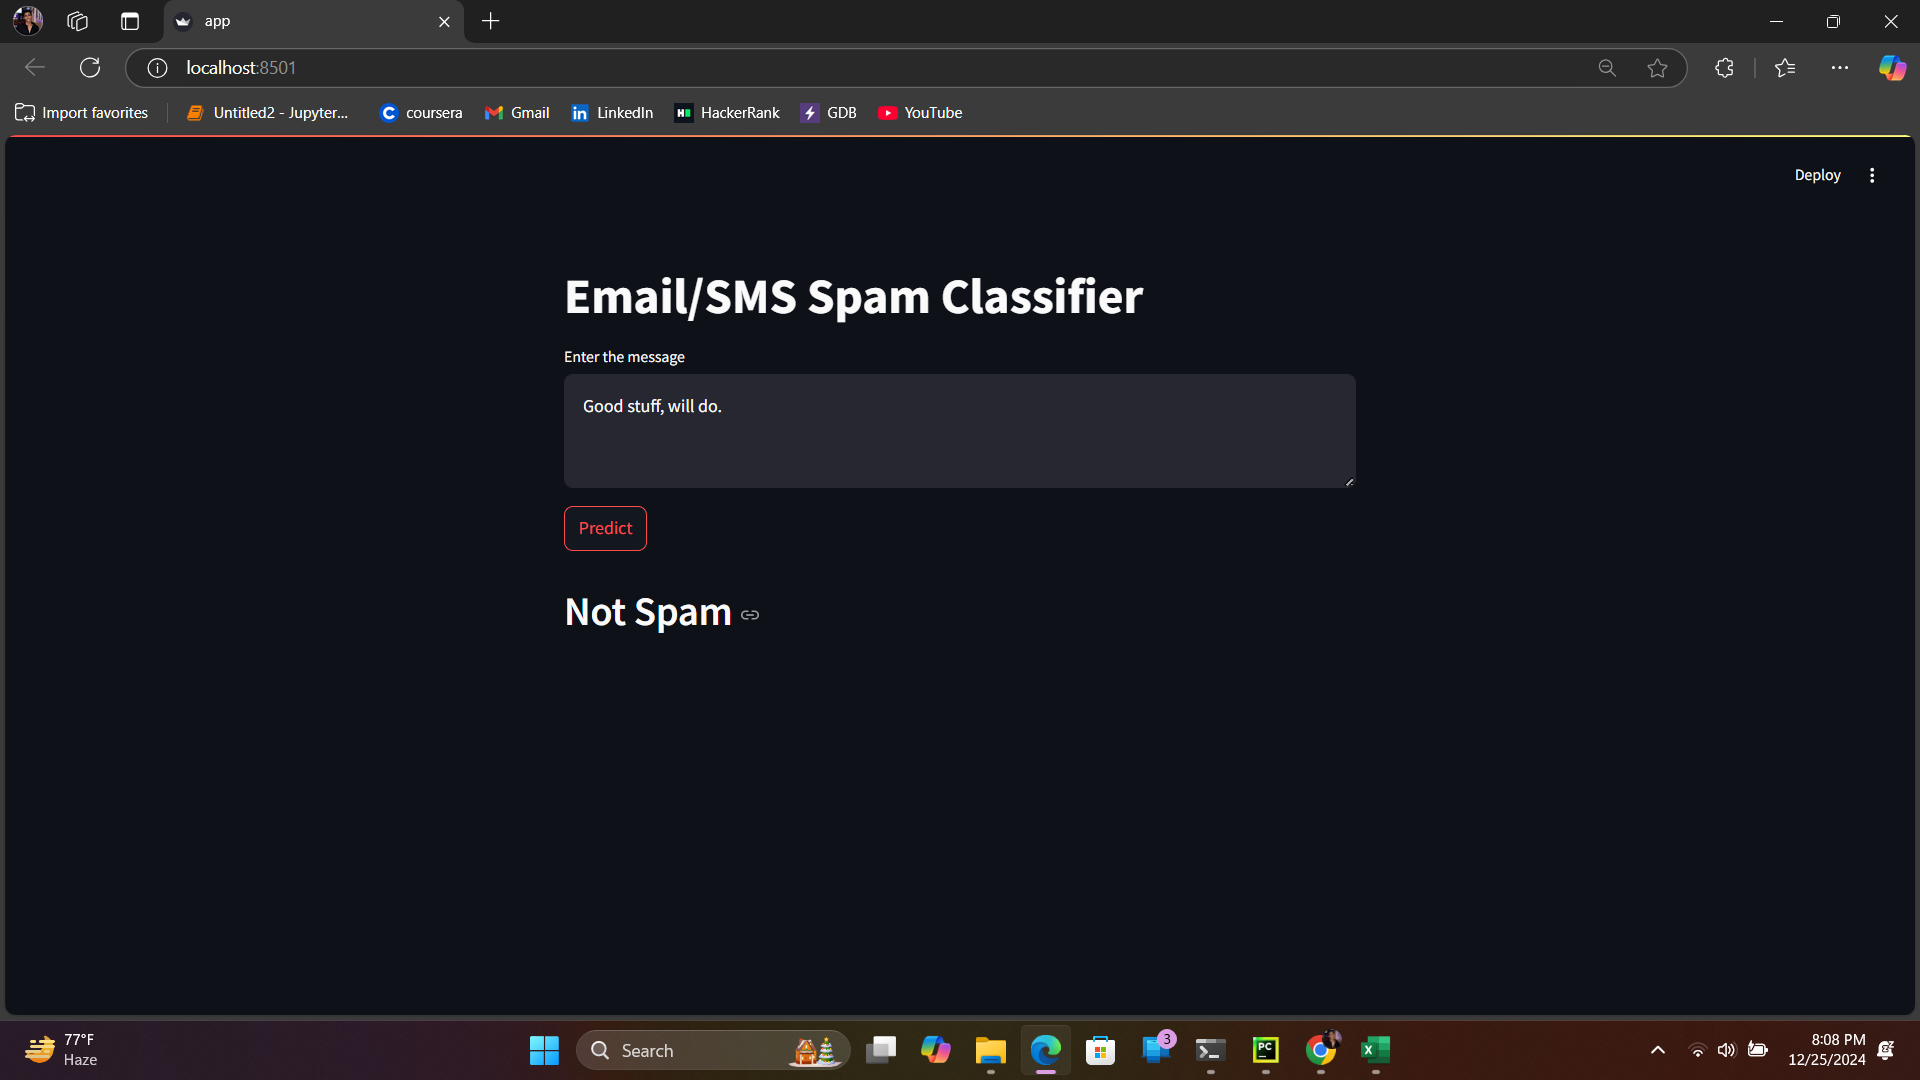 app
localhost:8501
Import favorites
Untitled2 - Jupyter...
coursera
Gmail
LinkedIn
HackerRank
GDB
YouTube
Deploy
Email/SMS Spam Classifier
Enter the message
Good stuff, will do.
Predict
Not Spam
77°F
Haze
Search
3
PC
8:08 PM
12/25/2024